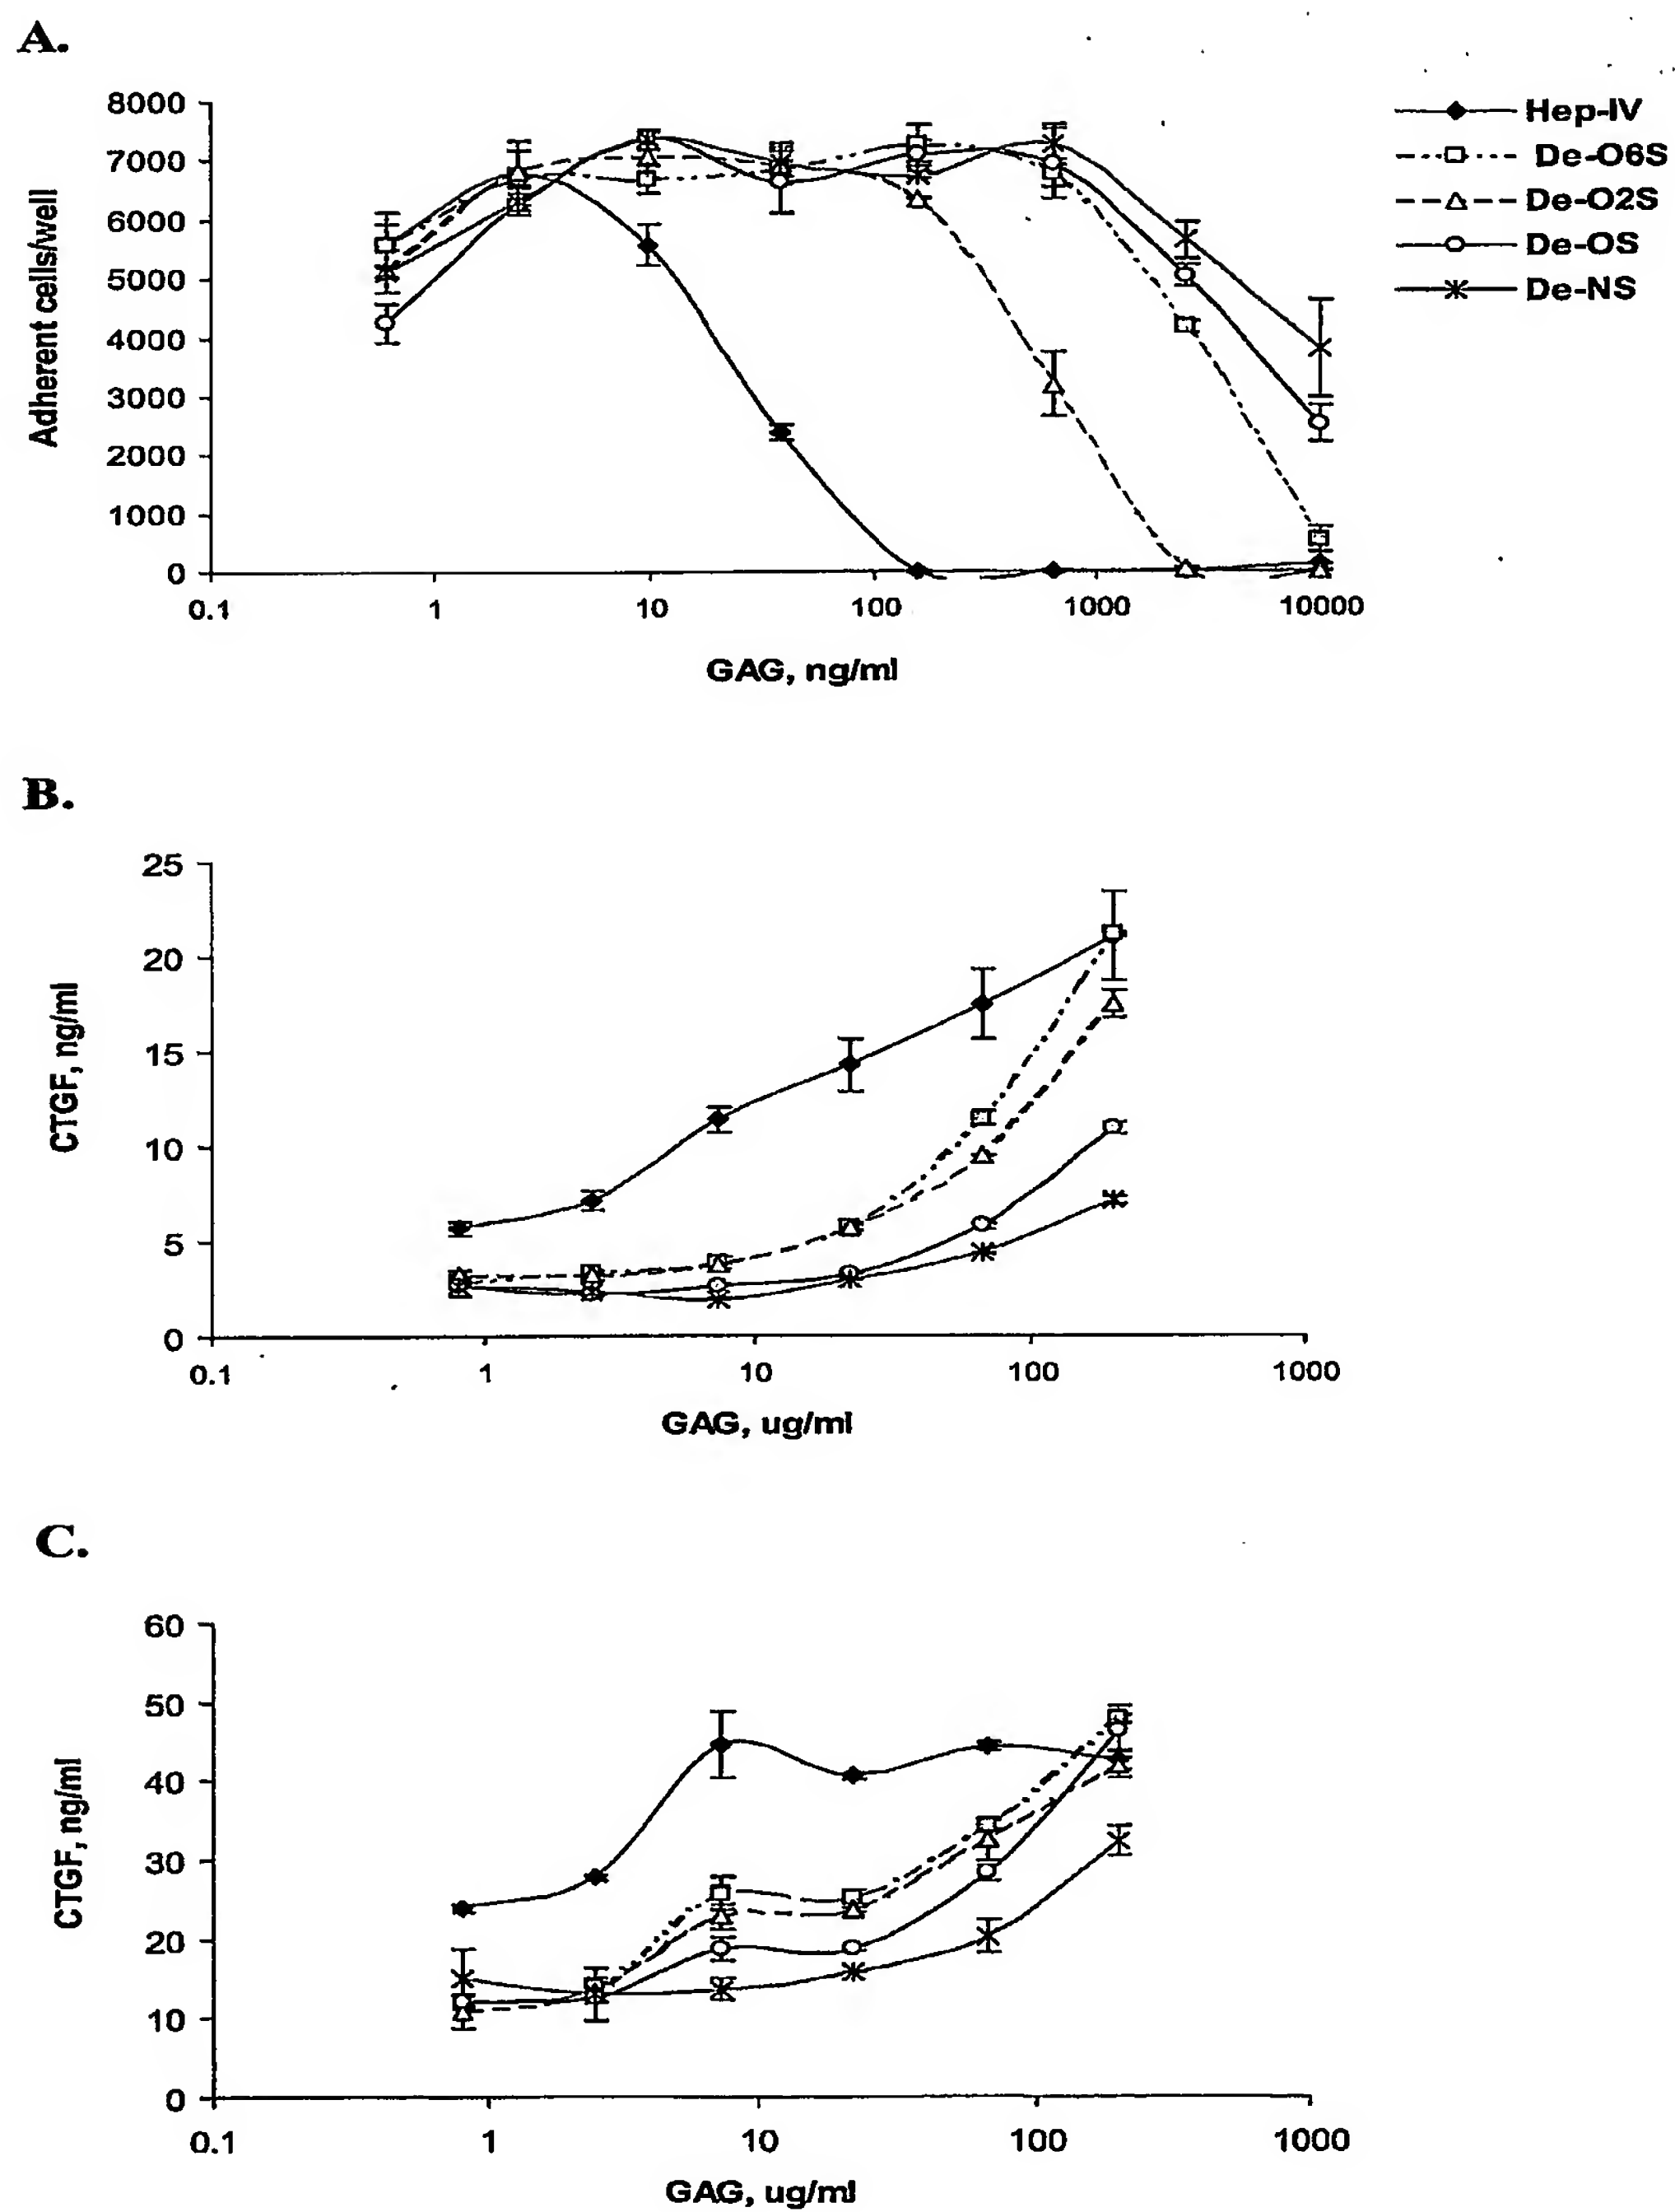 A.
8000
7000
6000
5000
4000
3000
2000
1000
0
Adherent cells/well
0.1 1 10 100 1000 10000
GAG, ng/ml
Hep-IV
De-O6S
De-O2S
De-OS
De-NS
B.
25
20
15
10
5
0
CTGF, ng/ml
0.1 1 10 100 1000
GAG, ug/ml
C.
60
50
40
30
20
10
0
CTGF, ng/ml
0.1 1 10 100 1000
GAG, ug/ml